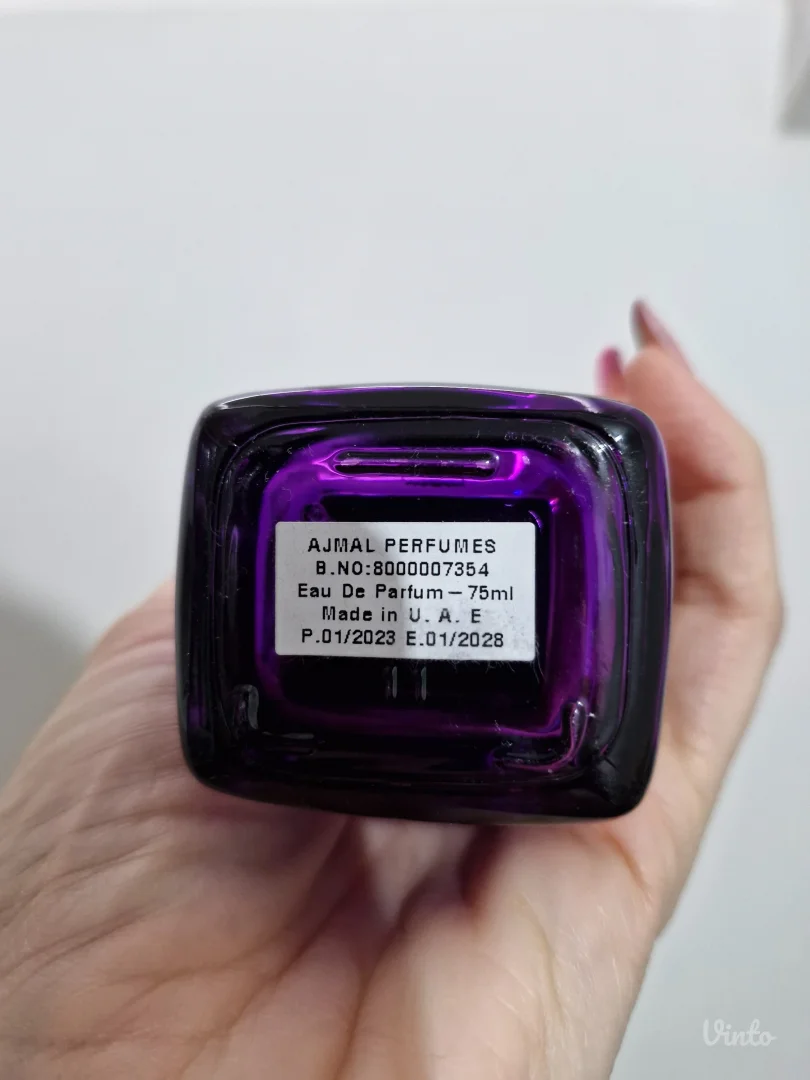 AJMAL PERFUMES
B.NO:8000007354
Eau De Parfum – 75ml
Made in U. A. E
P.01/2023 E.01/2028
11
Vinto